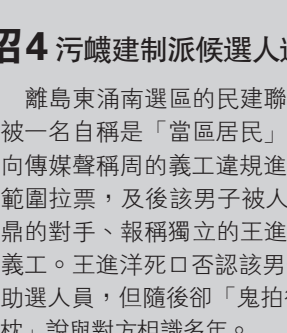 招4 污衊建制派候選人
離島東涌南選區的民建聯
被一名自稱是「當區居民」
向傳媒聲稱周的義工違規進
範圍拉票，及後該男子被人
鼎的對手、報稱獨立的王進
義工。王進洋死口否認該男
助選人員，但隨後卻「鬼拍
枕」說與對方相識多年。